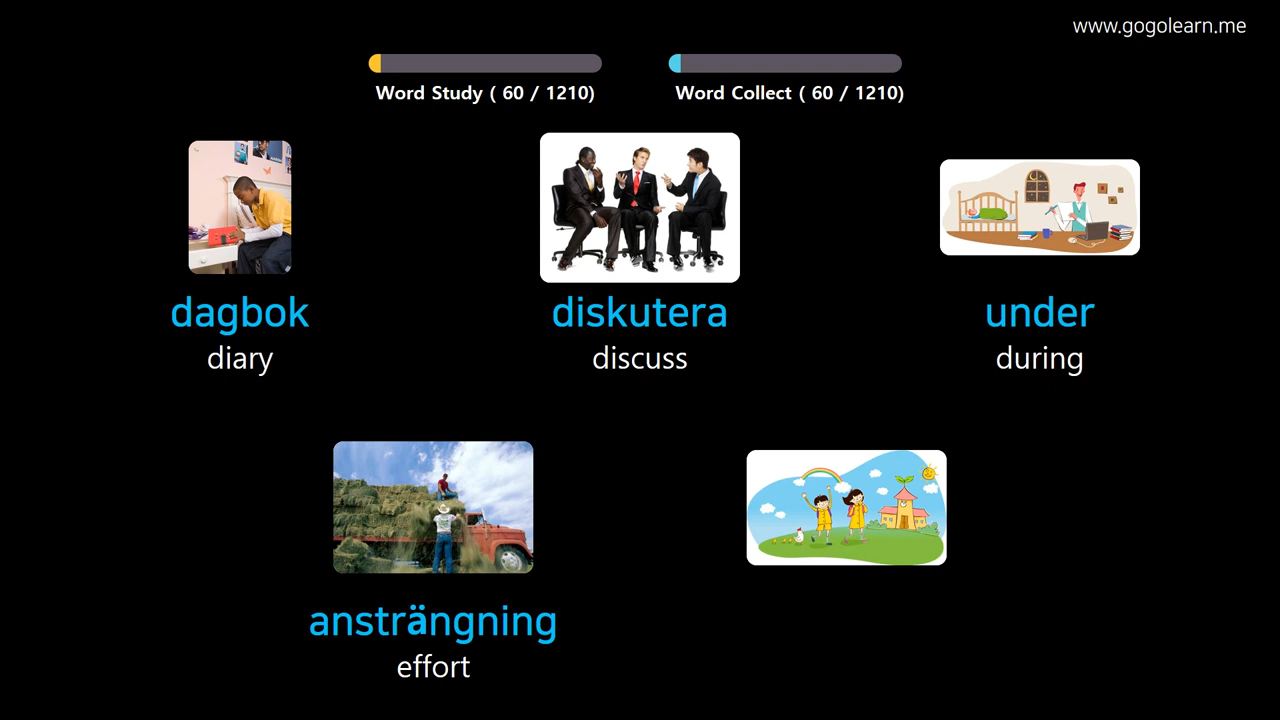 www.gogolearn.me
Word Study ( 60 / 1210)
Word Collect ( 60 / 1210)
dagbok
diary
diskutera
discuss
under
during
ansträngning
effort